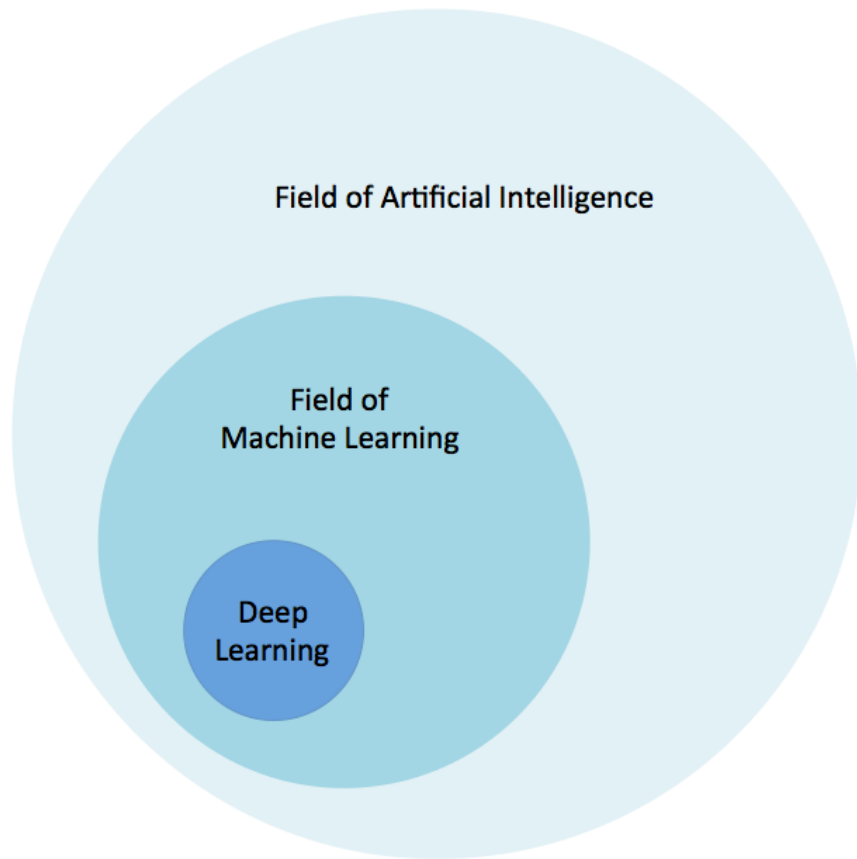 Field of Artificial Intelligence
Field of
Machine Learning
Deep
Learning